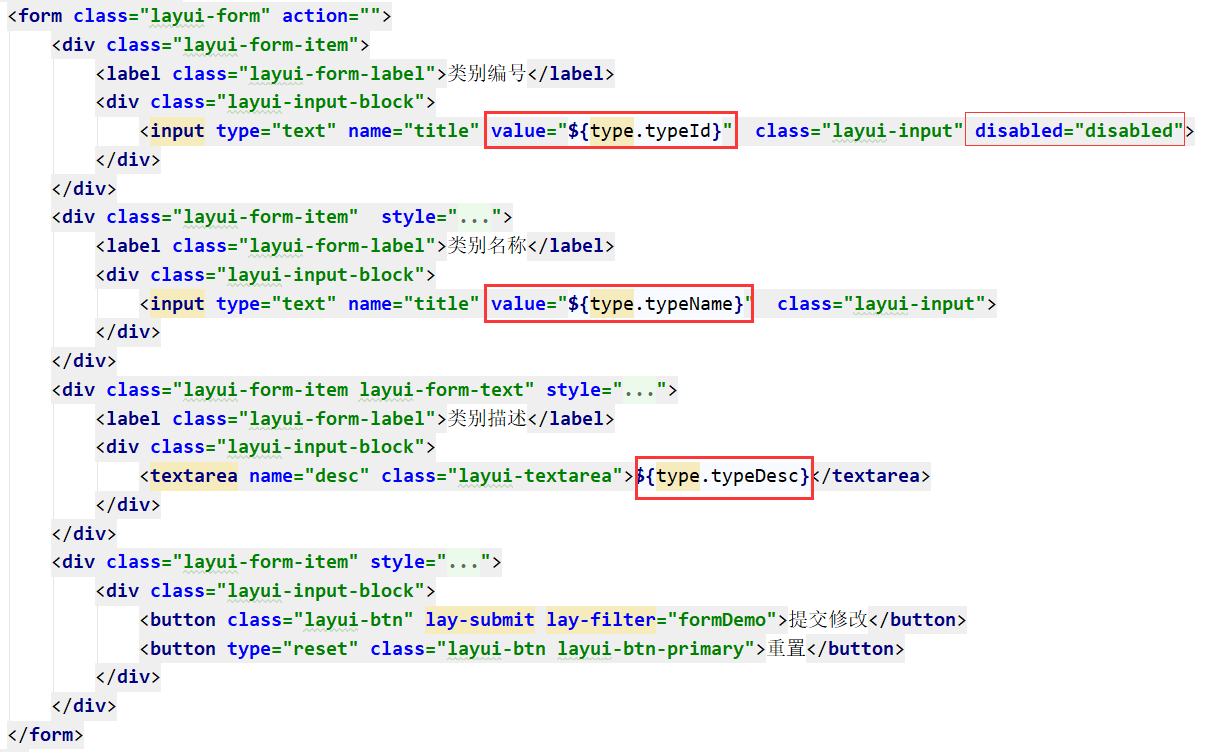 <form class="layui-form" action="">
<div class="layui-form-item">
<label class="layui-form-label">类别编号</label>
<div class="layui-input-block">
<input type="text" name="title" value="${type.typeId}" class="layui-input" disabled="disabled">
</div>
</div>
<div class="layui-form-item" style="...">
<label class="layui-form-label">类别名称</label>
<div class="layui-input-block">
<input type="text" name="title" value="${type.typeName}" class="layui-input">
</div>
</div>
<div class="layui-form-item layui-form-text" style="...">
<label class="layui-form-label">类别描述</label>
<div class="layui-input-block">
<textarea name="desc" class="layui-textarea">${type.typeDesc}</textarea>
</div>
</div>
<div class="layui-form-item" style="...">
<div class="layui-input-block">
<button class="layui-btn" lay-submit lay-filter="formDemo">提交修改</button>
<button type="reset" class="layui-btn layui-btn-primary">重置</button>
</div>
</div>
</form>